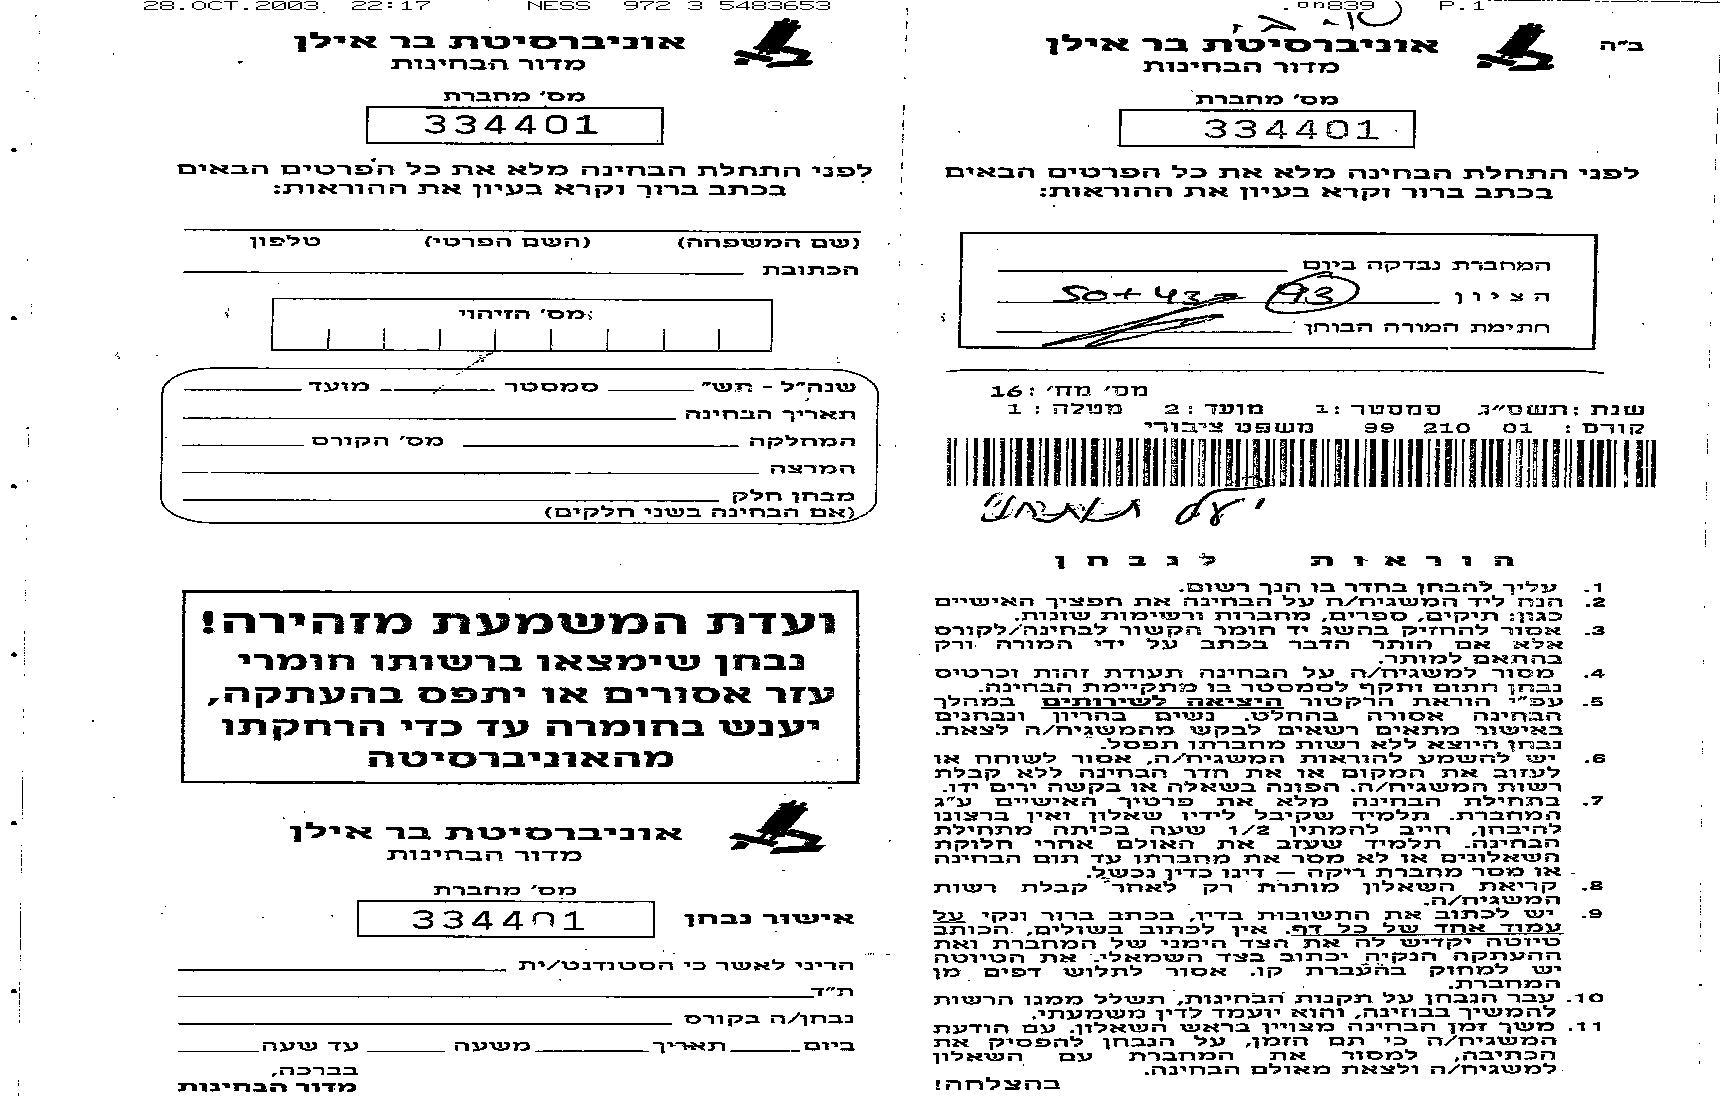 28.OCT.2003 22:17 NESS 972 3 5483653 P.1
ב"ה
אוניברסיטת בר אילן
מדור הבחינות
מס' מחברת
334401
לפני התחלת הבחינה מלא את כל הפרטים הבאים
בכתב ברור וקרא בעיון את ההוראות:
המחברת נבדקה ביום
הציון 93 50+43=
חתימת המורה הבוחן
מס' מח': 16
שנת: תשס"ג סמסטר: 1 מועד: 2 מטלה: 1
קורס: 01 210 99 משפט ציבורי
הוראות לנבחן
1. עליך להבחן בחדר בו הנך רשום.
2. הנח ליד המשגיח/ה על הבחינה את חפציך האישיים
כגון: תיקים, ספרים, מחברות ורשימות שונות.
3. אסור להחזיק בהשג יד חומר הקשור לבחינה/לקורס
אלא אם הותר הדבר בכתב על ידי המורה ורק
בהתאם למותר.
4. מסור למשגיח/ה על הבחינה תעודת זהות וכרטיס
נבחן חתום ותקף לסמסטר בו מתקיימת הבחינה.
5. עפ"י הוראת הרקטור היציאה לשירותים במהלך
הבחינה אסורה בהחלט. נשים בהריון ונבחנים
באישור מתאים רשאים לבקש מהמשגיח/ה לצאת.
נבחן היוצא ללא רשות מחברתו תפסל.
6. יש להשמע להוראות המשגיח/ה, אסור לשוחח או
לעזוב את המקום או את חדר הבחינה ללא קבלת
רשות המשגיח/ה. הפונה בשאלה או בקשה ירים ידו.
7. בתחילת הבחינה מלא את פרטיך האישיים ע"ג
המחברת. תלמיד שקיבל לידיו שאלון ואין ברצונו
להיבחן, חייב להמתין 1/2 שעה בכיתה מתחילת
הבחינה. תלמיד שעזב את האולם אחרי חלוקת
השאלונים או לא מסר את מחברתו עד תום הבחינה
או מסר מחברת ריקה – דינו כדין נכשל.
8. קריאת השאלון מותרת רק לאחר קבלת רשות
המשגיח/ה.
9. יש לכתוב את התשובות בדיו, בכתב ברור ונקי על
עמוד אחד של כל דף. אין לכתוב בשולים, הכותב
טיוטה יקדיש לה את הצד הימני של המחברת ואת
ההעתקה הנקיה יכתוב בצד השמאלי. את הטיוטה
יש למחוק בהעברת קו. אסור לתלוש דפים מן
המחברת.
10. עבר הנבחן על תקנות הבחינות, תשלל ממנו הרשות
להמשיך בבחינה, והוא יועמד לדין משמעתי.
11. משך זמן הבחינה מצויין בראש השאלון. עם הודעת
המשגיח/ה כי תם הזמן, על הנבחן להפסיק את
הכתיבה, למסור את המחברת עם השאלון
למשגיח/ה ולצאת מאולם הבחינה.
בהצלחה!
אוניברסיטת בר אילן
מדור הבחינות
מס' מחברת
334401
לפני התחלת הבחינה מלא את כל הפרטים הבאים
בכתב ברור וקרא בעיון את ההוראות:
(שם המשפחה) (השם הפרטי) טלפון
הכתובת
מס' הזיהוי
שנה"ל - תש" סמסטר מועד
תאריך הבחינה
המחלקה מס' הקורס
המרצה
מבחן חלק
(אם הבחינה בשני חלקים)
ועדת המשמעת מזהירה!
נבחן שימצאו ברשותו חומרי
עזר אסורים או יתפס בהעתקה,
יענש בחומרה עד כדי הרחקתו
מהאוניברסיטה
אוניברסיטת בר אילן
מדור הבחינות
מס' מחברת
אישור נבחן 334401
הריני לאשר כי הסטודנט/ית
ת"ד
נבחן/ה בקורס
ביום תאריך משעה עד שעה
בברכה,
מדור הבחינות